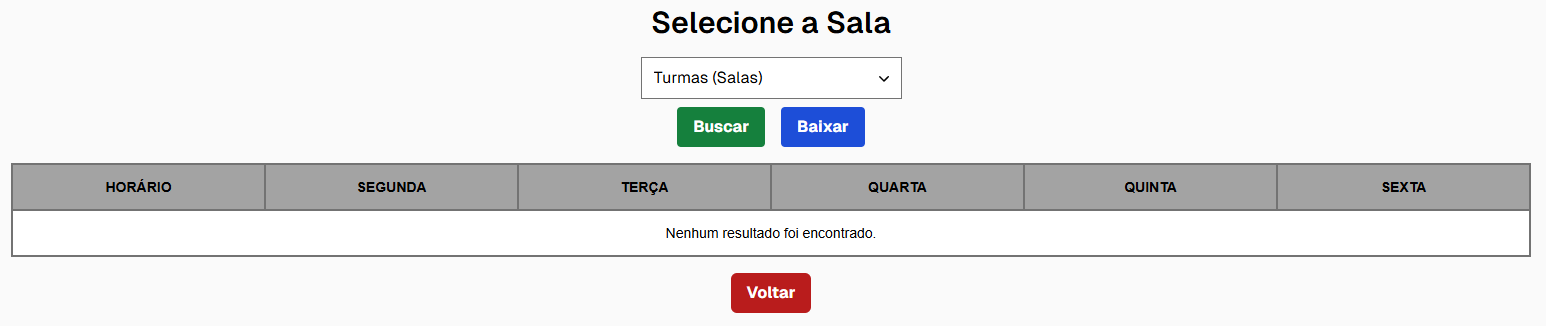 Selecione a Sala
Turmas (Salas)
Buscar Baixar
HORÁRIO SEGUNDA TERÇA QUARTA QUINTA SEXTA
Nenhum resultado foi encontrado.
Voltar